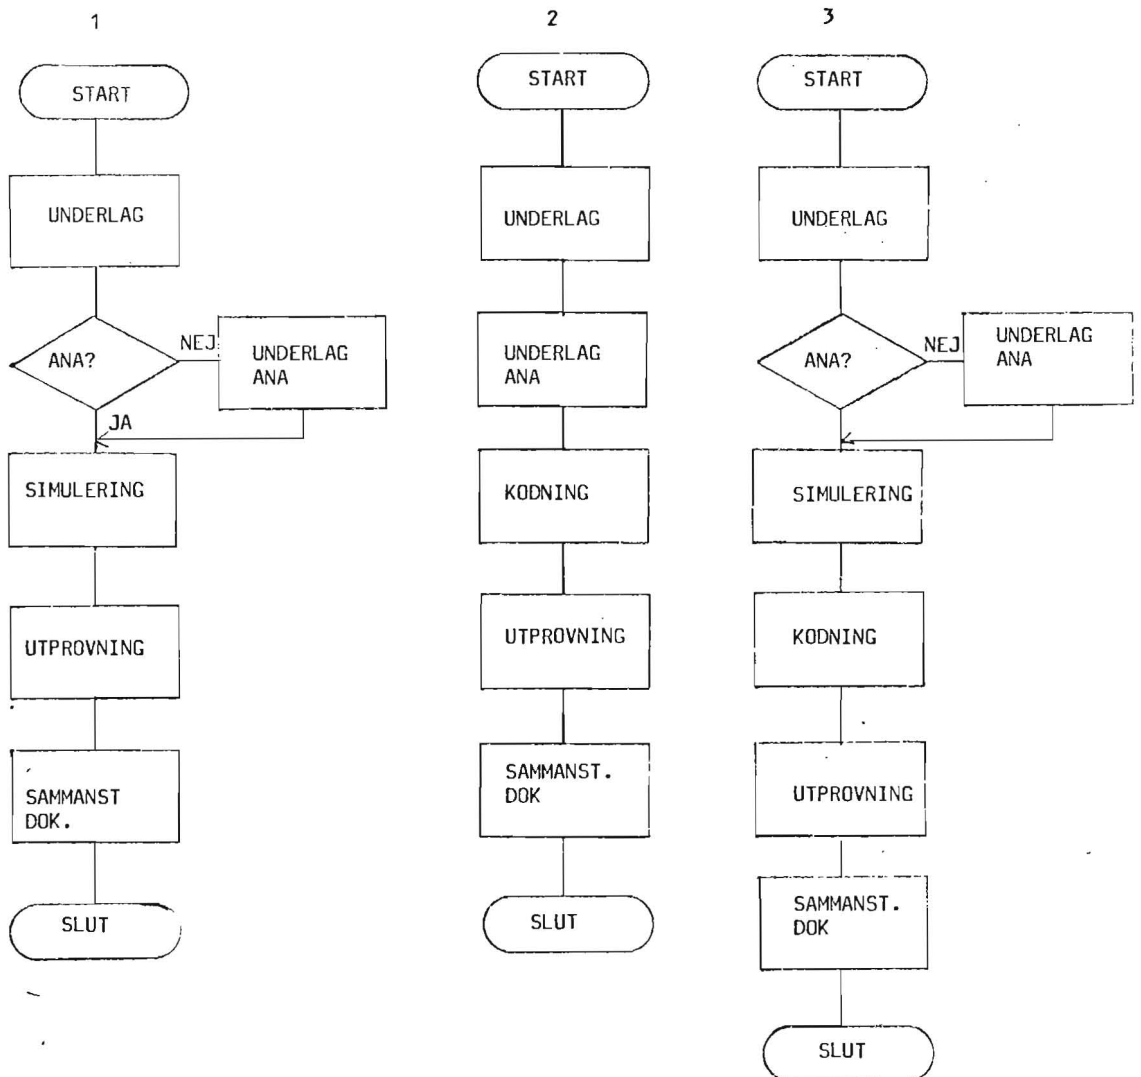 1
START
UNDERLAG
ANA?
NEJ
UNDERLAG
ANA
JA
SIMULERING
UTPROVNING
SAMMANST
DOK.
SLUT
2
START
UNDERLAG
UNDERLAG
ANA
KODNING
UTPROVNING
SAMMANST.
DOK
SLUT
3
START
UNDERLAG
ANA?
NEJ
UNDERLAG
ANA
SIMULERING
KODNING
UTPROVNING
SAMMANST.
DOK
SLUT